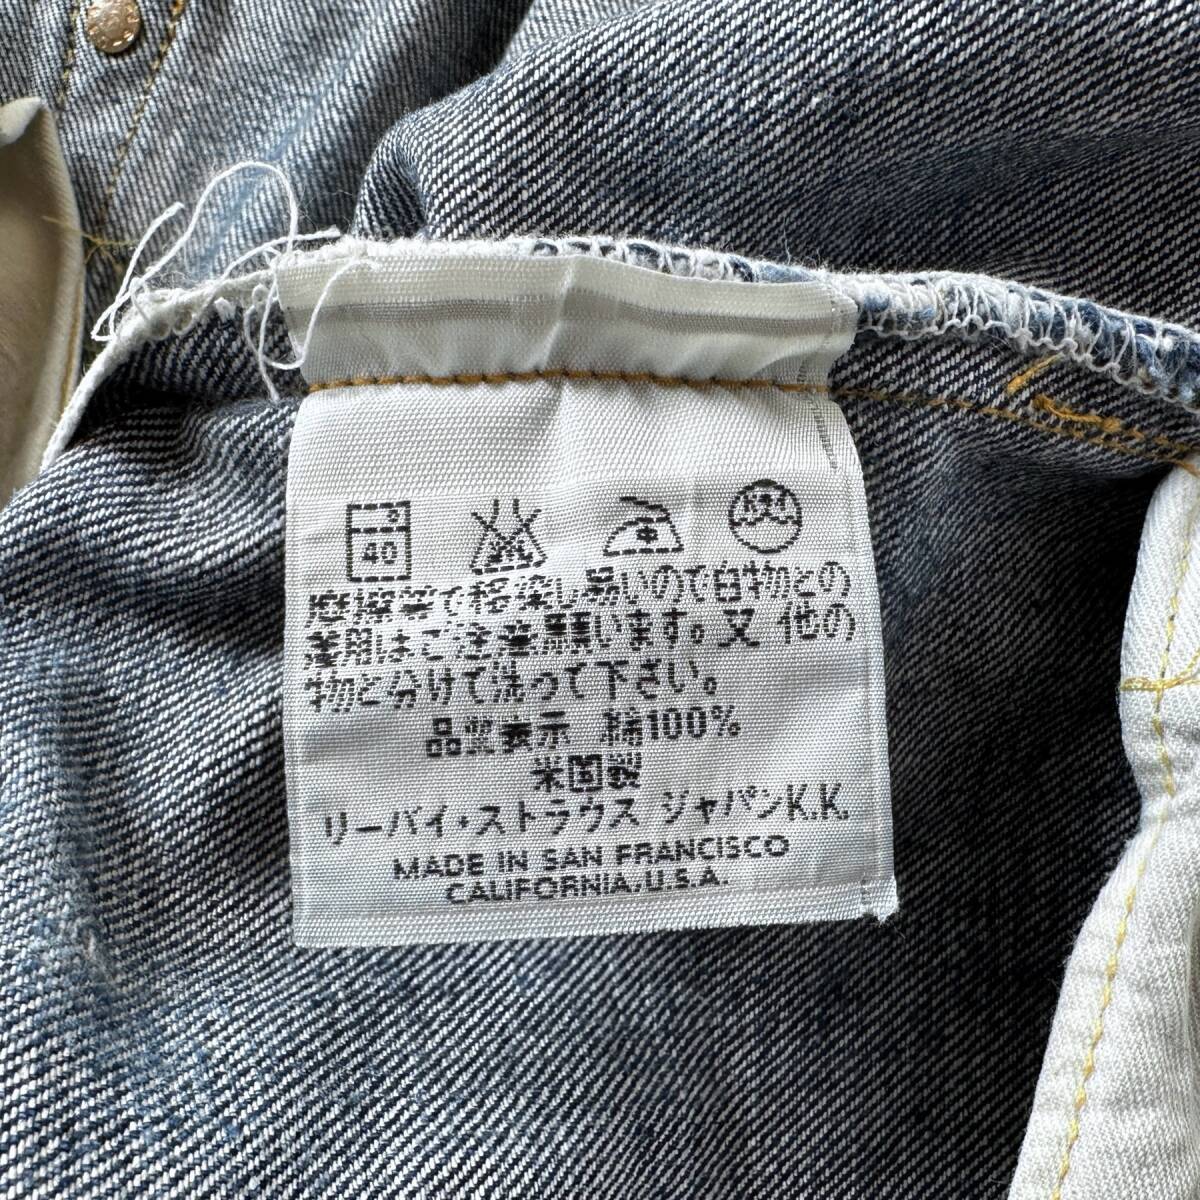 40
摩擦等で移染し易いので白物との
着用はご注意願います。又 他の
物と分けて洗って下さい。
品質表示 綿100%
米国製
リーバイ・ストラウス ジャパンK.K.
MADE IN SAN FRANCISCO
CALIFORNIA, U.S.A.